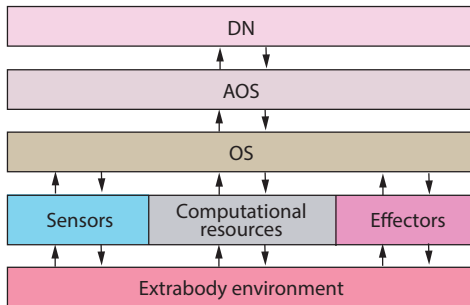 DN
AOS
OS
Sensors
Computational
resources
Effectors
Extrabody environment